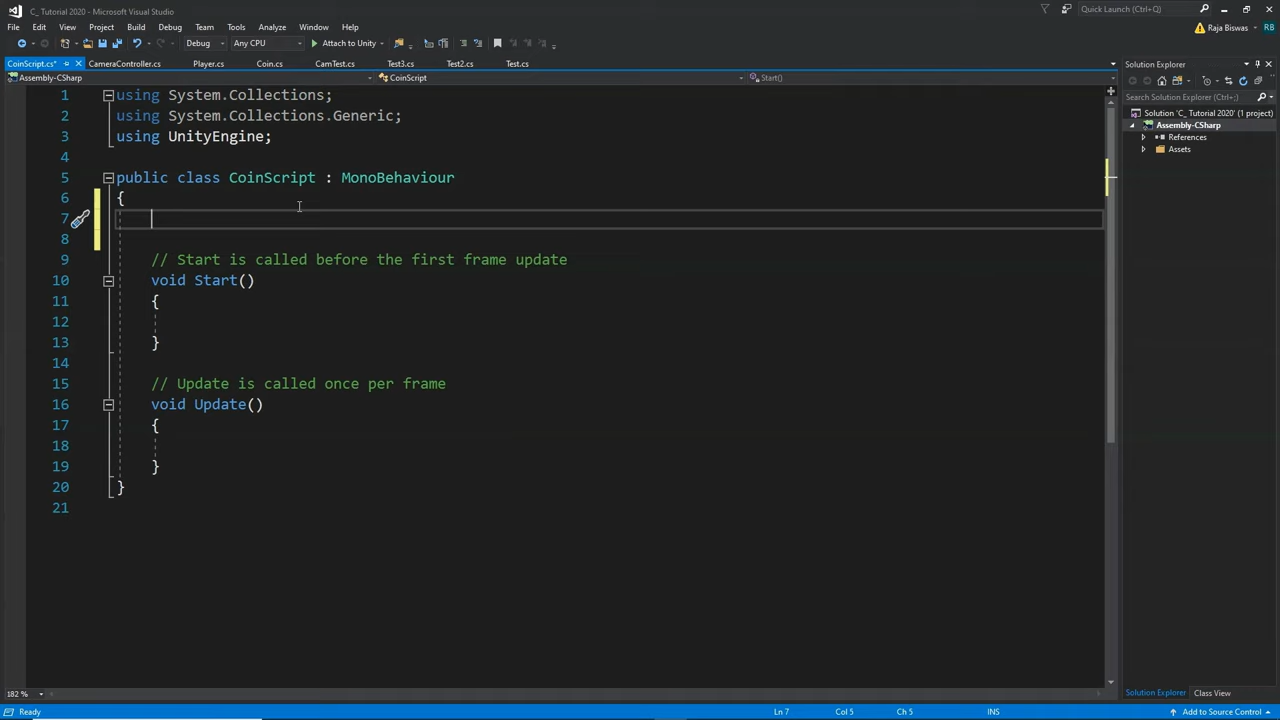 C_ Tutorial 2020 - Microsoft Visual Studio
Quick Launch (Ctrl+Q)
File Edit View Project Build Debug Team Tools Analyze Window Help
Raja Biswas RB
Debug Any CPU Attach to Unity
CoinScript.cs* CameraController.cs Player.cs Coin.cs CamTest.cs Test3.cs Test2.cs Test.cs
Solution Explorer
Assembly-CSharp CoinScript Start()
Search Solution Explorer (Ctrl+;)
Solution 'C_ Tutorial 2020' (1 project)
Assembly-CSharp
References
Assets
1 using System.Collections;
2 using System.Collections.Generic;
3 using UnityEngine;
4
5 public class CoinScript : MonoBehaviour
6 {
7
8
9 // Start is called before the first frame update
10 void Start()
11 {
12
13 }
14
15 // Update is called once per frame
16 void Update()
17 {
18
19 }
20 }
21
182 %
Solution Explorer Class View
Ready Ln 7 Col 5 Ch 5 INS Add to Source Control